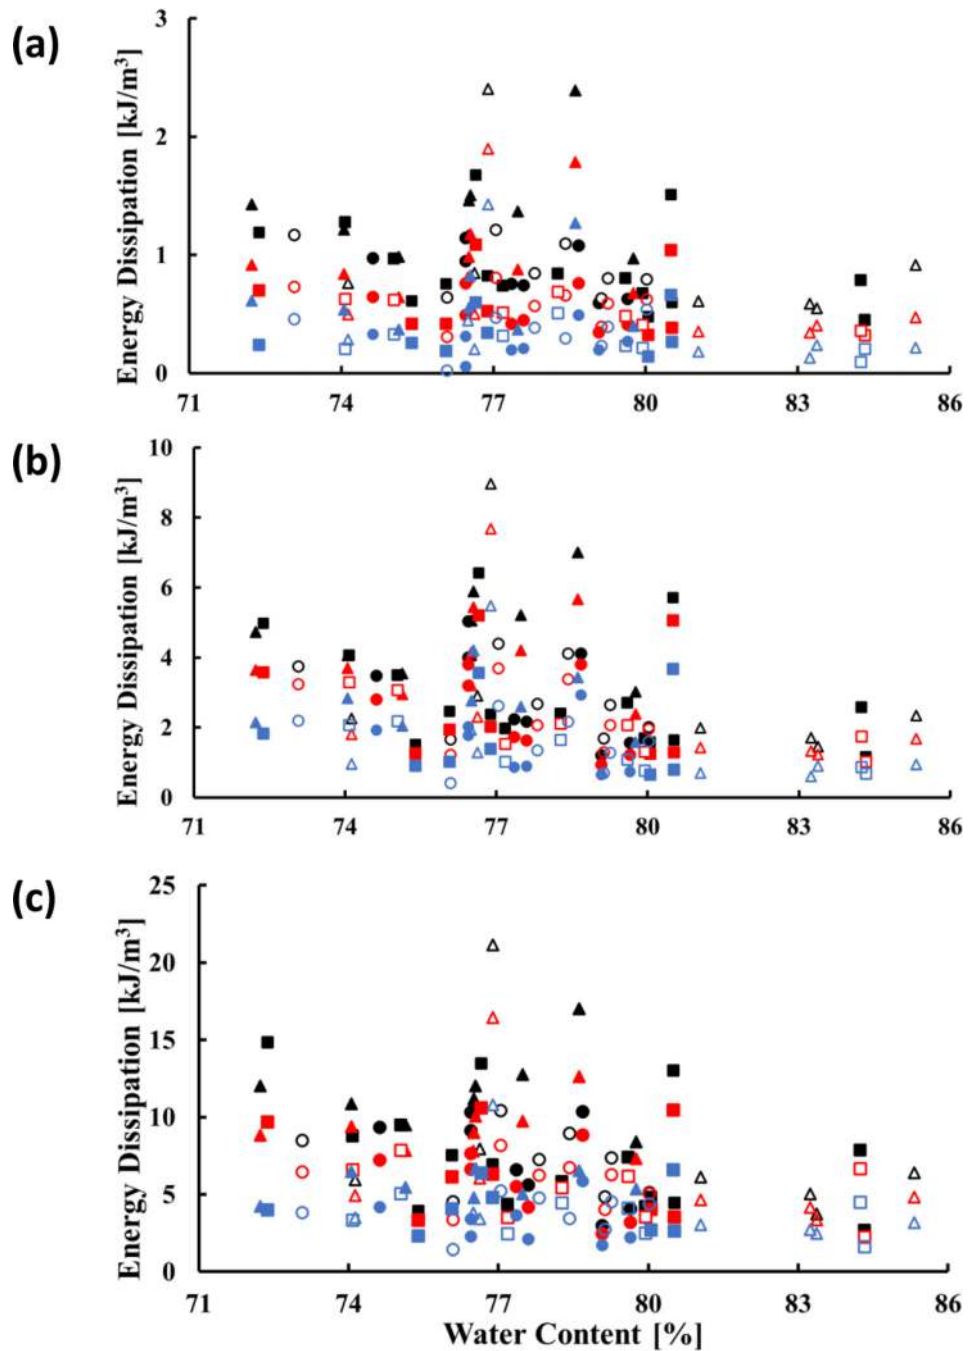 (a)
Energy Dissipation [kJ/m³]
3
2
1
0
71 74 77 80 83 86
(b)
Energy Dissipation [kJ/m³]
10
8
6
4
2
0
71 74 77 80 83 86
(c)
Energy Dissipation [kJ/m³]
25
20
15
10
5
0
71 74 77 80 83 86
Water Content [%]